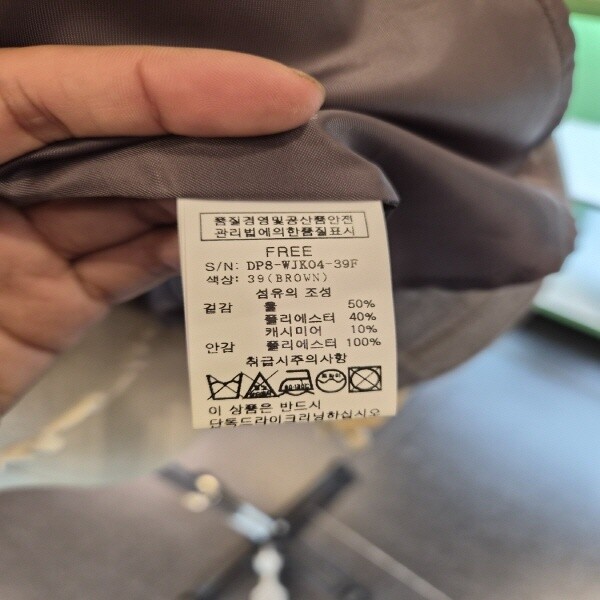 품질경영및공산품안전
관리법에의한품질표시
FREE
S/N: DP8-WJK04-39F
색상: 39(BROWN)
섬유의 조성
겉감 울 50%
폴리에스터 40%
캐시미어 10%
안감 폴리에스터 100%
취급시주의사항
드라이
이 상품은 반드시
단독드라이크리닝하십시오